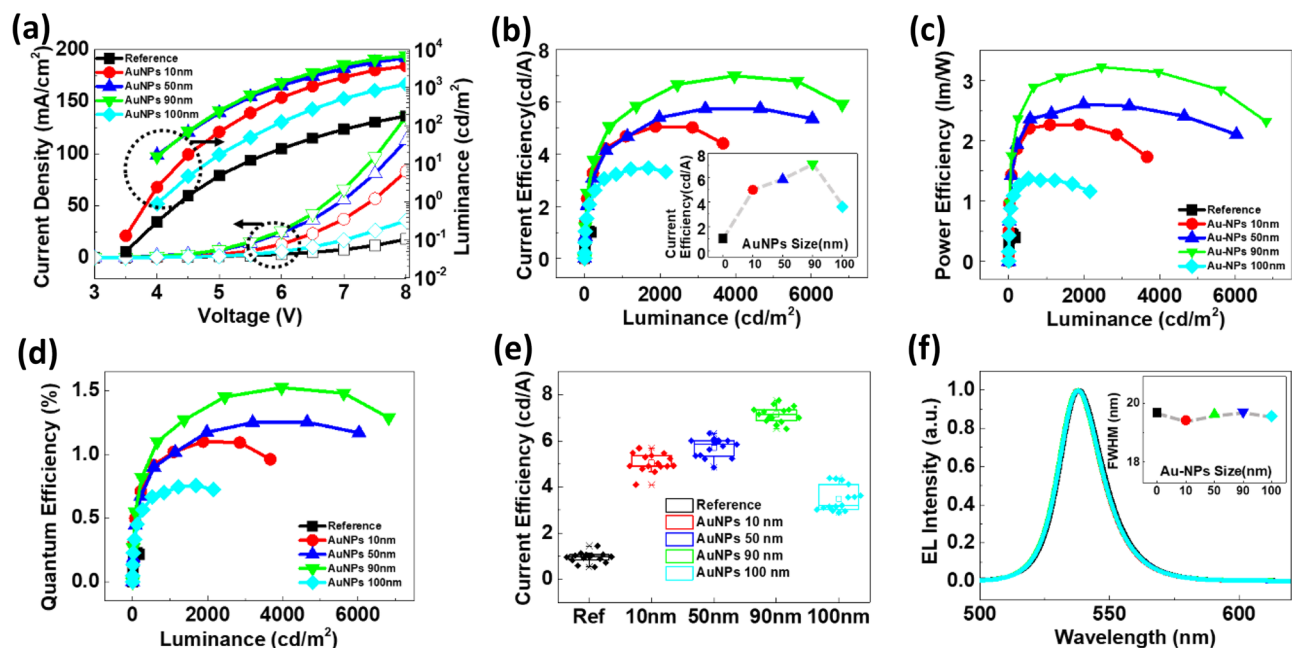 (a)
Current Density (mA/cm²)
200
150
100
50
0
Reference
AuNPs 10nm
AuNPs 50nm
AuNPs 90nm
AuNPs 100nm
10⁴
10³
10²
10¹
10⁰
10⁻¹
10⁻²
Luminance (cd/m²)
3 4 5 6 7 8
Voltage (V)
(b)
Current Efficiency(cd/A)
8
6
4
2
0
Current
Efficiency(cd/A)
8
6
4
2
0
0 10 50 90 100
AuNPs Size(nm)
0 2000 4000 6000
Luminance (cd/m²)
(c)
Power Efficiency (lm/W)
3
2
1
0
Reference
Au-NPs 10nm
Au-NPs 50nm
Au-NPs 90nm
Au-NPs 100nm
0 2000 4000 6000
Luminance (cd/m²)
(d)
Quantum Efficiency (%)
1.5
1.0
0.5
0.0
Reference
AuNPs 10nm
AuNPs 50nm
AuNPs 90nm
AuNPs 100nm
0 2000 4000 6000
Luminance (cd/m²)
(e)
Current Efficiency (cd/A)
8
6
4
2
0
Reference
AuNPs 10 nm
AuNPs 50 nm
AuNPs 90 nm
AuNPs 100 nm
Ref 10nm 50nm 90nm 100nm
(f)
EL Intensity (a.u.)
1.0
0.8
0.6
0.4
0.2
0.0
FWHM (nm)
20
18
Au-NPs Size(nm)
0 10 50 90 100
500 550 600
Wavelength (nm)